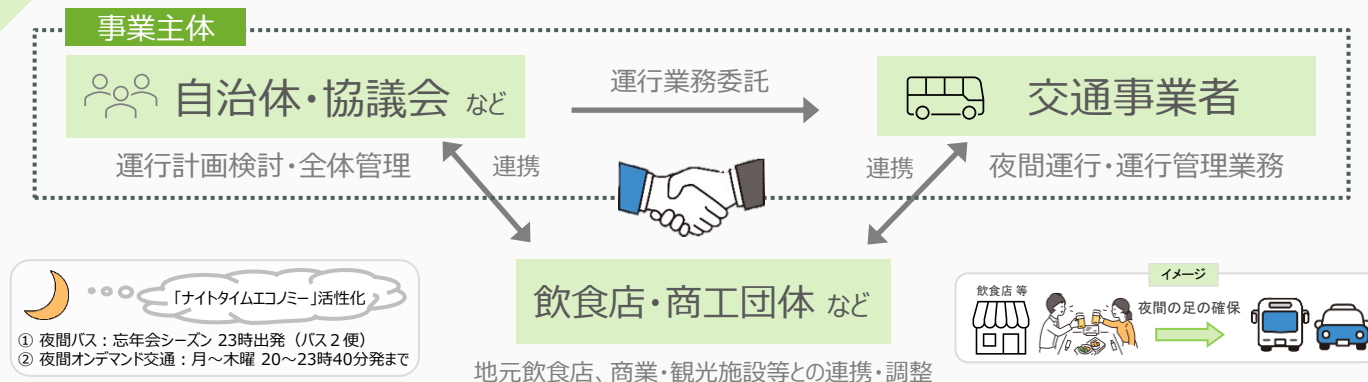 事業主体
自治体・協議会 など
運行業務委託
交通事業者
運行計画検討・全体管理
連携
連携
夜間運行・運行管理業務
「ナイトタイムエコノミー」活性化
① 夜間バス：忘年会シーズン 23時出発（バス２便）
② 夜間オンデマンド交通：月～木曜 20～23時40分発まで
飲食店・商工団体 など
地元飲食店、商業・観光施設等との連携・調整
イメージ
飲食店 等
夜間の足の確保